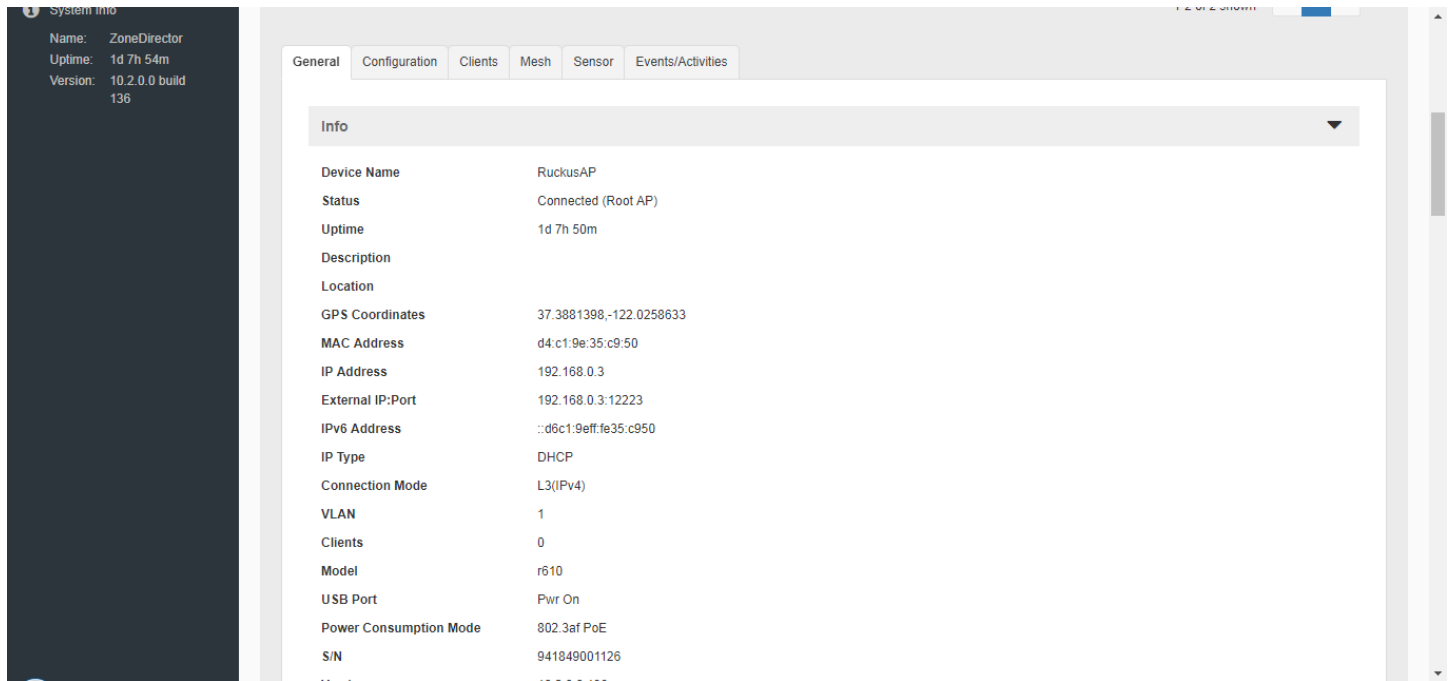 System Info
Name: ZoneDirector
Uptime: 1d 7h 54m
Version: 10.2.0.0 build
136
General Configuration Clients Mesh Sensor Events/Activities
Info
Device Name RuckusAP
Status Connected (Root AP)
Uptime 1d 7h 50m
Description
Location
GPS Coordinates 37.3881398,-122.0258633
MAC Address d4:c1:9e:35:c9:50
IP Address 192.168.0.3
External IP:Port 192.168.0.3:12223
IPv6 Address ::d6c1:9eff:fe35:c950
IP Type DHCP
Connection Mode L3(IPv4)
VLAN 1
Clients 0
Model r610
USB Port Pwr On
Power Consumption Mode 802.3af PoE
S/N 941849001126